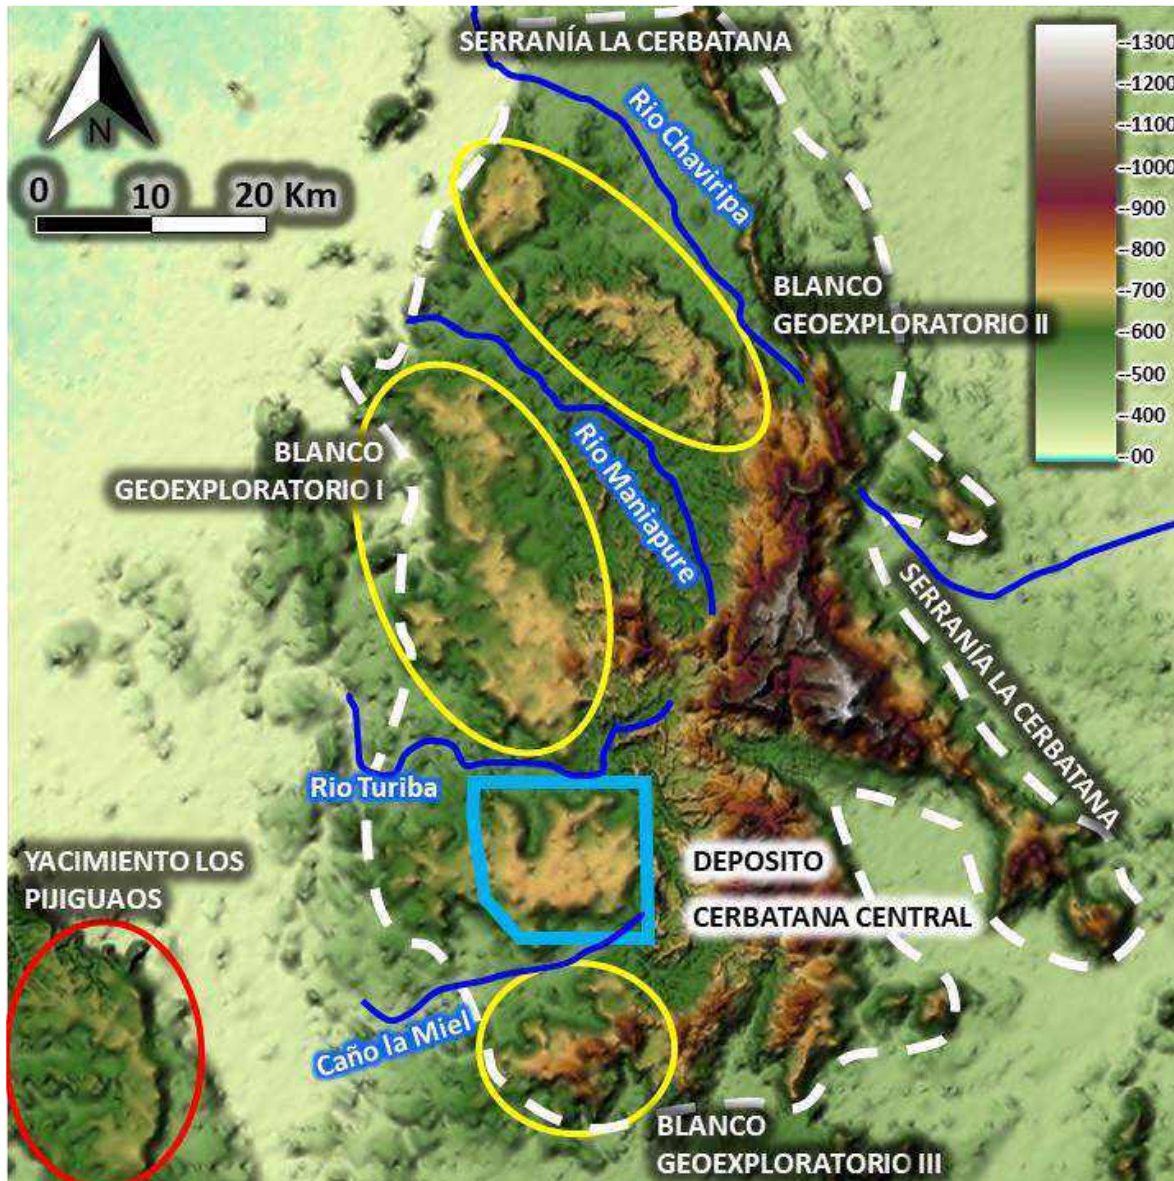 SERRANÍA LA CERBATANA
N
0 10 20 Km
Rio Chaviripa
--1300
--1200
--1100
--1000
--900
--800
--700
--600
--500
--400
--00
BLANCO
GEOEXPLORATORIO II
BLANCO
GEOEXPLORATORIO I
Rio Maniapure
SERRANÍA LA CERBATANA
Rio Turiba
YACIMIENTO LOS
PIJIGUAOS
DEPOSITO
CERBATANA CENTRAL
Caño la Miel
BLANCO
GEOEXPLORATORIO III